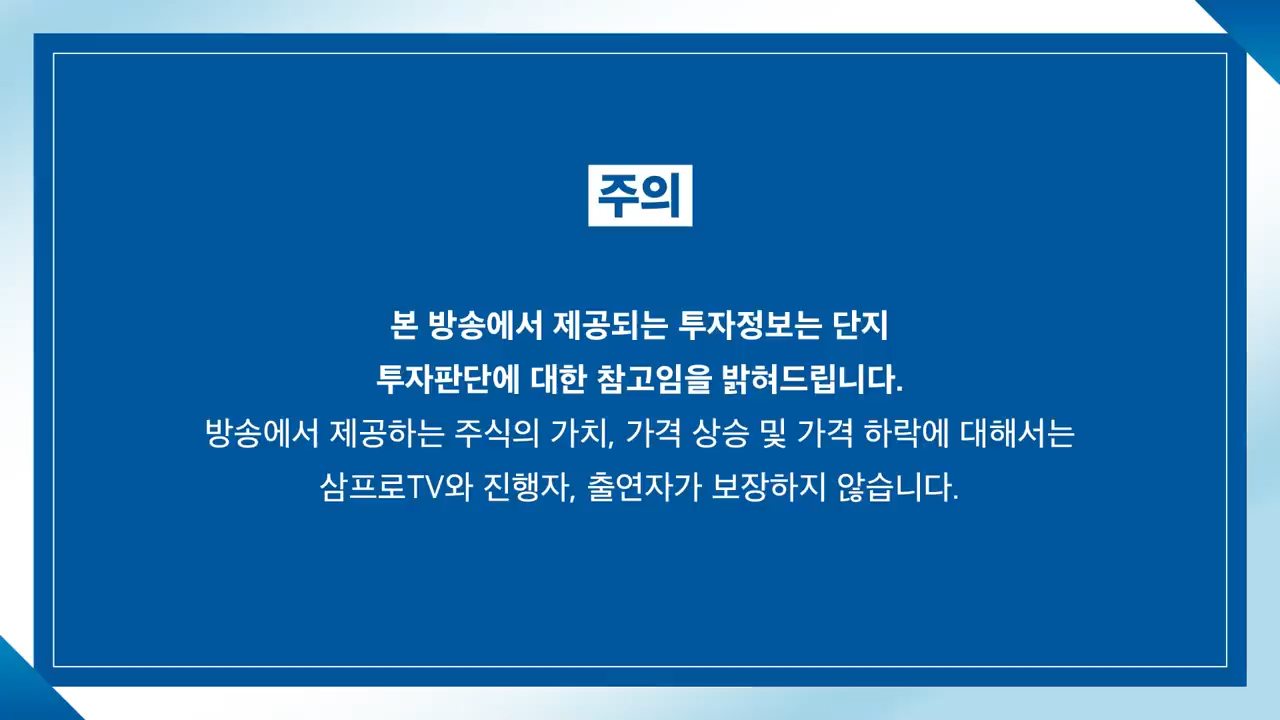 주의
본 방송에서 제공되는 투자정보는 단지
투자판단에 대한 참고임을 밝혀드립니다.
방송에서 제공하는 주식의 가치, 가격 상승 및 가격 하락에 대해서는
삼프로TV와 진행자, 출연자가 보장하지 않습니다.